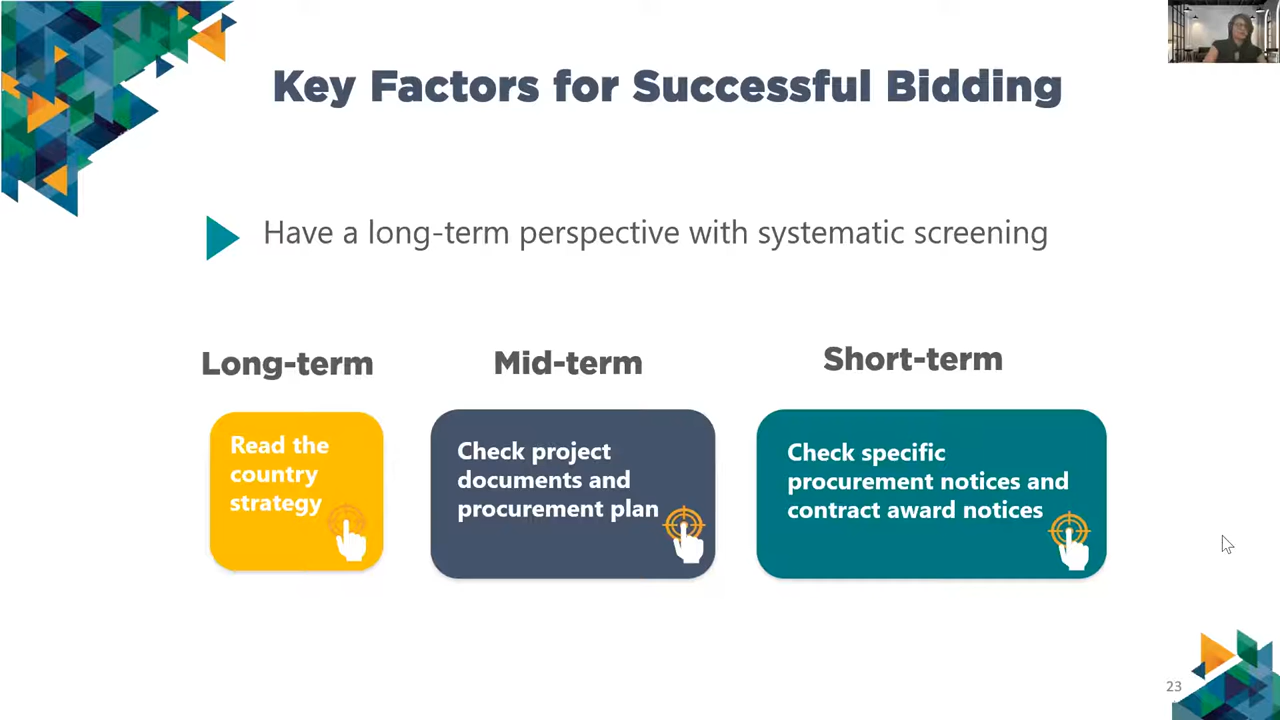 Key Factors for Successful Bidding
Have a long-term perspective with systematic screening
Long-term
Read the
country
strategy
Mid-term
Check project
documents and
procurement plan
Short-term
Check specific
procurement notices and
contract award notices
23